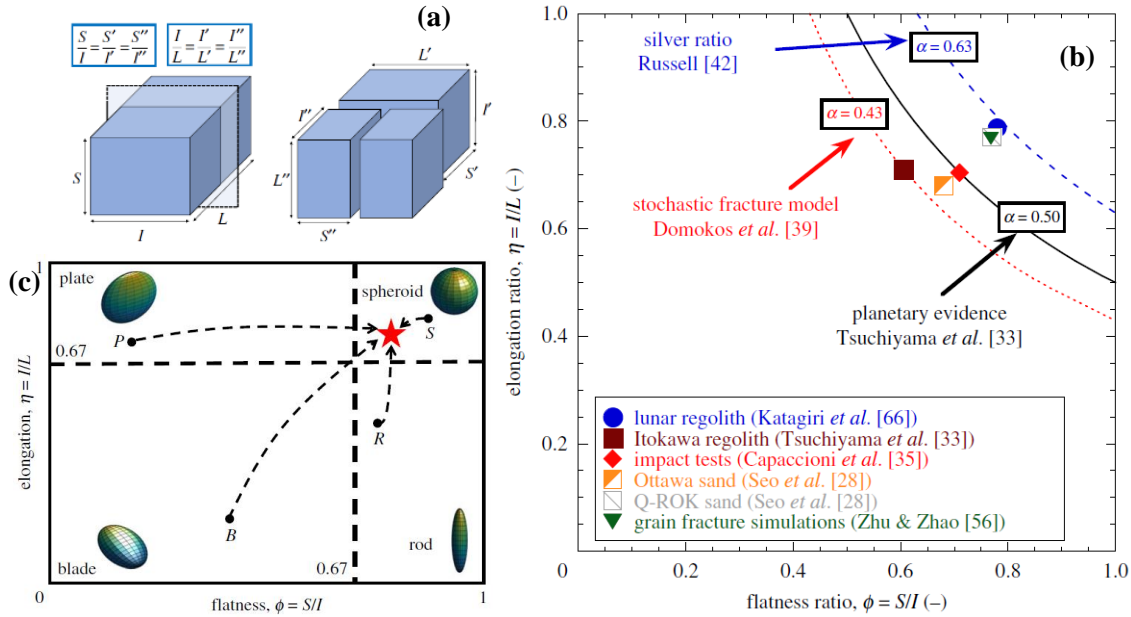 (a)
S/I = S′/I′ = S″/I″
I/L = I′/L′ = I″/L″
S
I
L
L′
I′
S′
I″
L″
S″
(b)
elongation ratio, η = I/L (–)
1.0
0.8
0.6
0.4
0.2
0
0.2
0.4
0.6
0.8
1.0
flatness ratio, ϕ = S/I (–)
silver ratio
Russell [42]
α = 0.63
α = 0.43
stochastic fracture model
Domokos et al. [39]
α = 0.50
planetary evidence
Tsuchiyama et al. [33]
lunar regolith (Katagiri et al. [66])
Itokawa regolith (Tsuchiyama et al. [33])
impact tests (Capaccioni et al. [35])
Ottawa sand (Seo et al. [28])
Q-ROK sand (Seo et al. [28])
grain fracture simulations (Zhu & Zhao [56])
(c)
1
plate
spheroid
P
S
0.67
R
B
blade
0.67
rod
0
1
elongation, η = I/L
flatness, ϕ = S/I